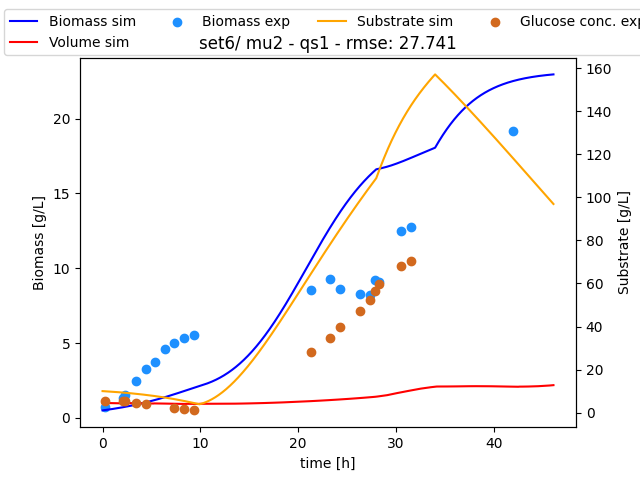 Biomass sim Biomass exp Substrate sim Glucose conc. exp
Volume sim
set6/ mu2 - qs1 - rmse: 27.741
Biomass [g/L]
20
15
10
5
0
160
140
120
100
80
60
40
20
0
Substrate [g/L]
0 10 20 30 40
time [h]